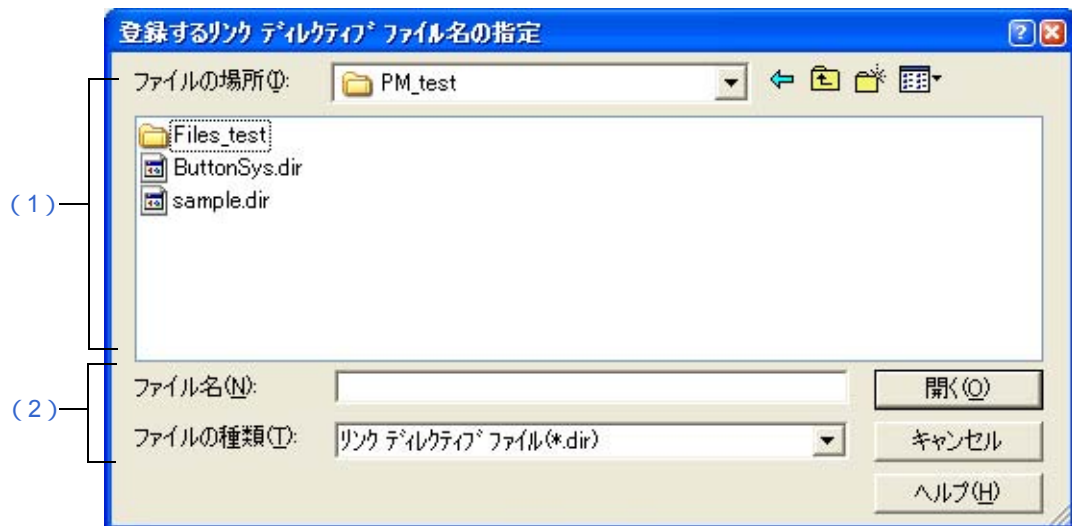 登録するリンク ﾃﾞｨﾚｸﾃｨﾌﾞ ﾌｧｲﾙ名の指定
ファイルの場所(I):
PM_test
Files_test
ButtonSys.dir
sample.dir
(1)
ファイル名(N):
開く(O)
(2)
ファイルの種類(T):
リンク ﾃﾞｨﾚｸﾃｨﾌﾞ ﾌｧｲﾙ(*.dir)
キャンセル
ヘルプ(H)